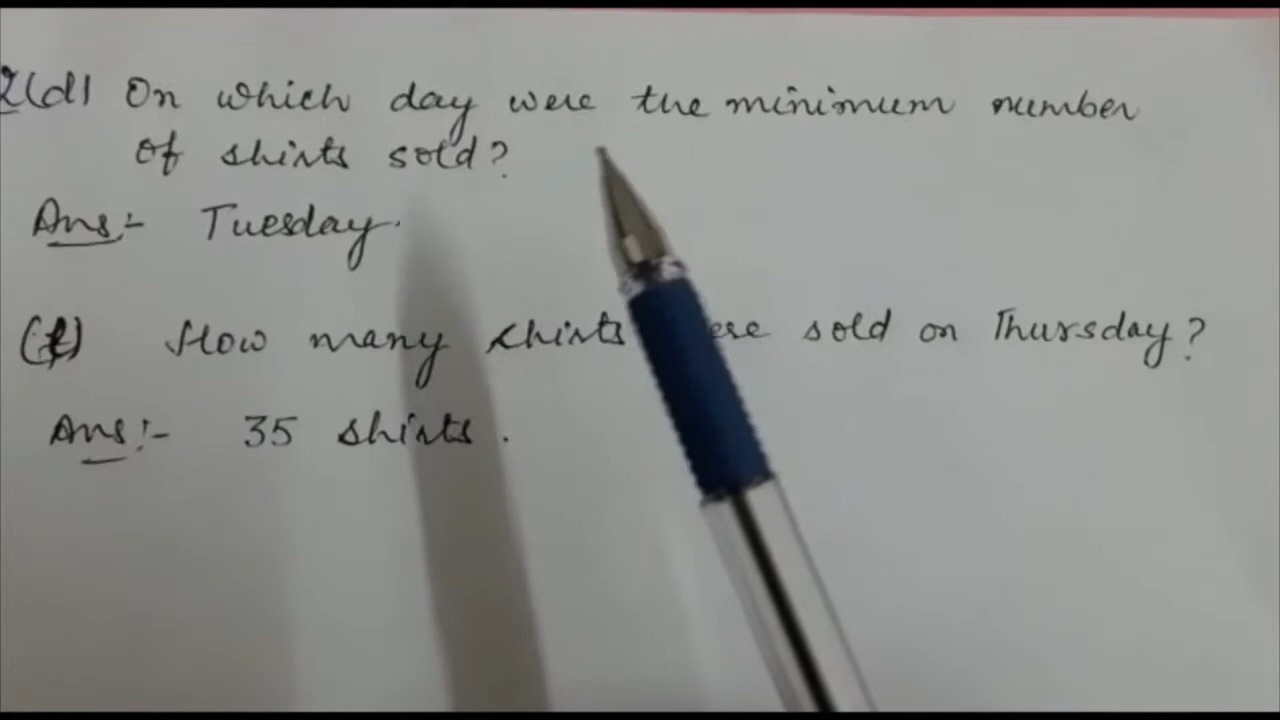 2(d) On which day were the minimum number
of shirts sold?
Ans:- Tuesday.
(f) How many shirts ere sold on Thursday?
Ans:- 35 shirts.